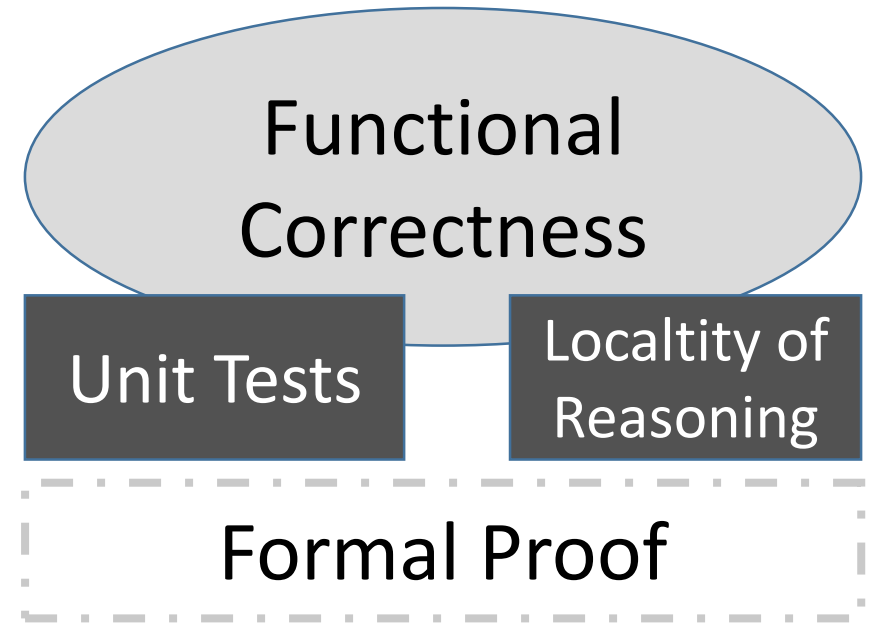 Functional
Correctness
Unit Tests
Localtity of
Reasoning
Formal Proof